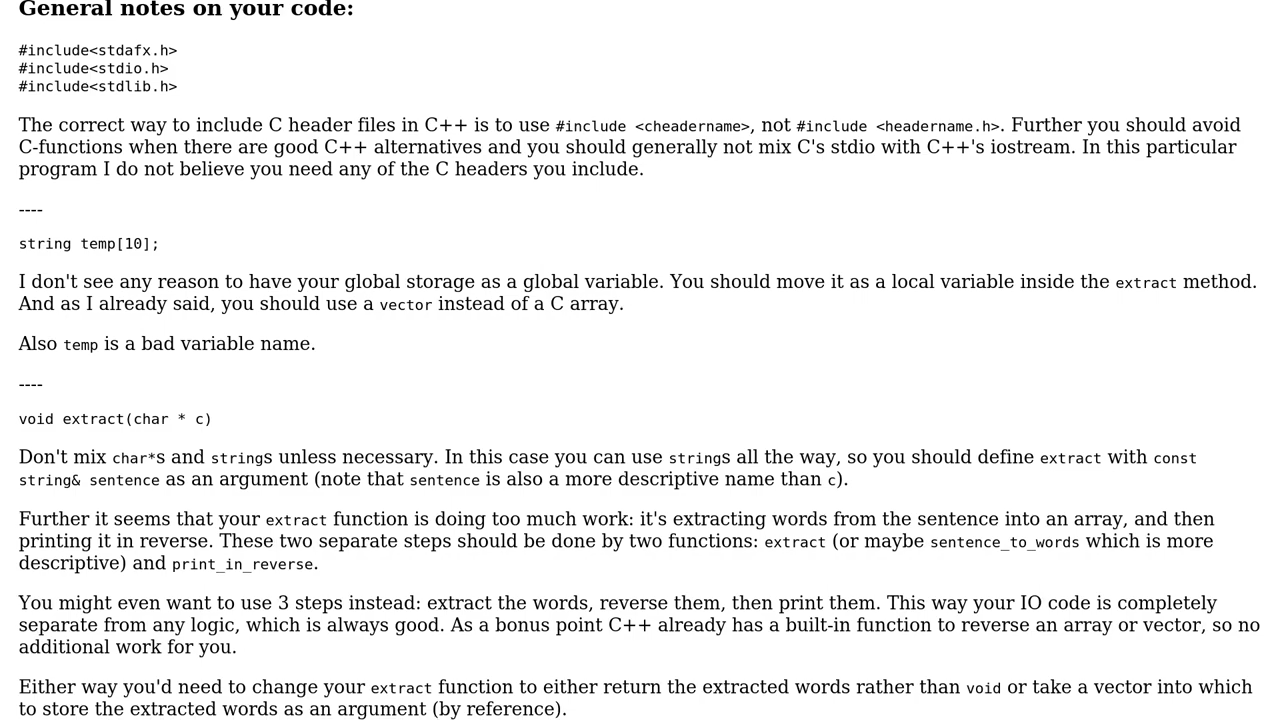 General notes on your code:
#include<stdafx.h>
#include<stdio.h>
#include<stdlib.h>
The correct way to include C header files in C++ is to use #include <cheadername>, not #include <headername.h>. Further you should avoid
C-functions when there are good C++ alternatives and you should generally not mix C's stdio with C++'s iostream. In this particular
program I do not believe you need any of the C headers you include.
----
string temp[10];
I don't see any reason to have your global storage as a global variable. You should move it as a local variable inside the extract method.
And as I already said, you should use a vector instead of a C array.
Also temp is a bad variable name.
----
void extract(char * c)
Don't mix char*s and strings unless necessary. In this case you can use strings all the way, so you should define extract with const
string& sentence as an argument (note that sentence is also a more descriptive name than c).
Further it seems that your extract function is doing too much work: it's extracting words from the sentence into an array, and then
printing it in reverse. These two separate steps should be done by two functions: extract (or maybe sentence_to_words which is more
descriptive) and print_in_reverse.
You might even want to use 3 steps instead: extract the words, reverse them, then print them. This way your IO code is completely
separate from any logic, which is always good. As a bonus point C++ already has a built-in function to reverse an array or vector, so no
additional work for you.
Either way you'd need to change your extract function to either return the extracted words rather than void or take a vector into which
to store the extracted words as an argument (by reference).